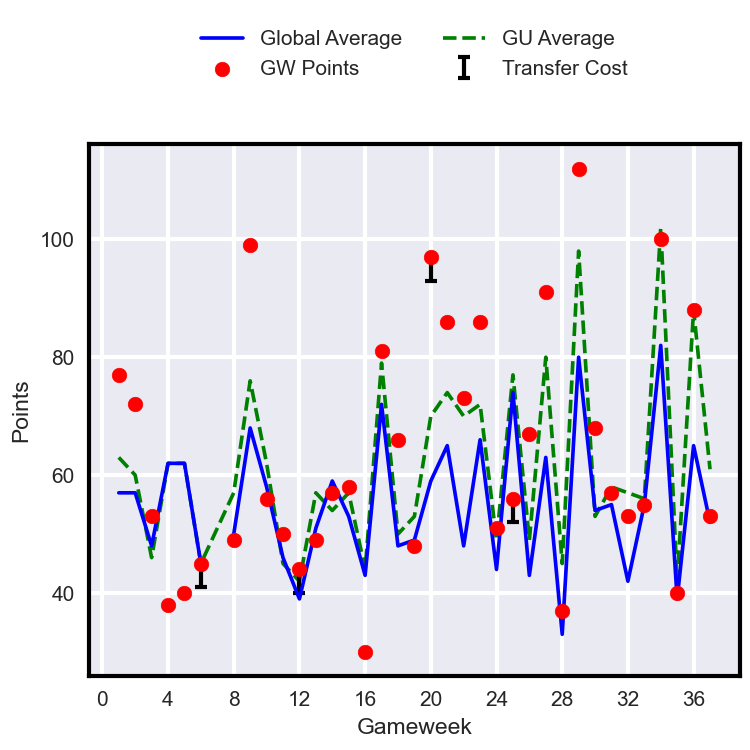 Global Average
GU Average
GW Points
Transfer Cost
100
80
60
40
Points
0 4 8 12 16 20 24 28 32 36
Gameweek